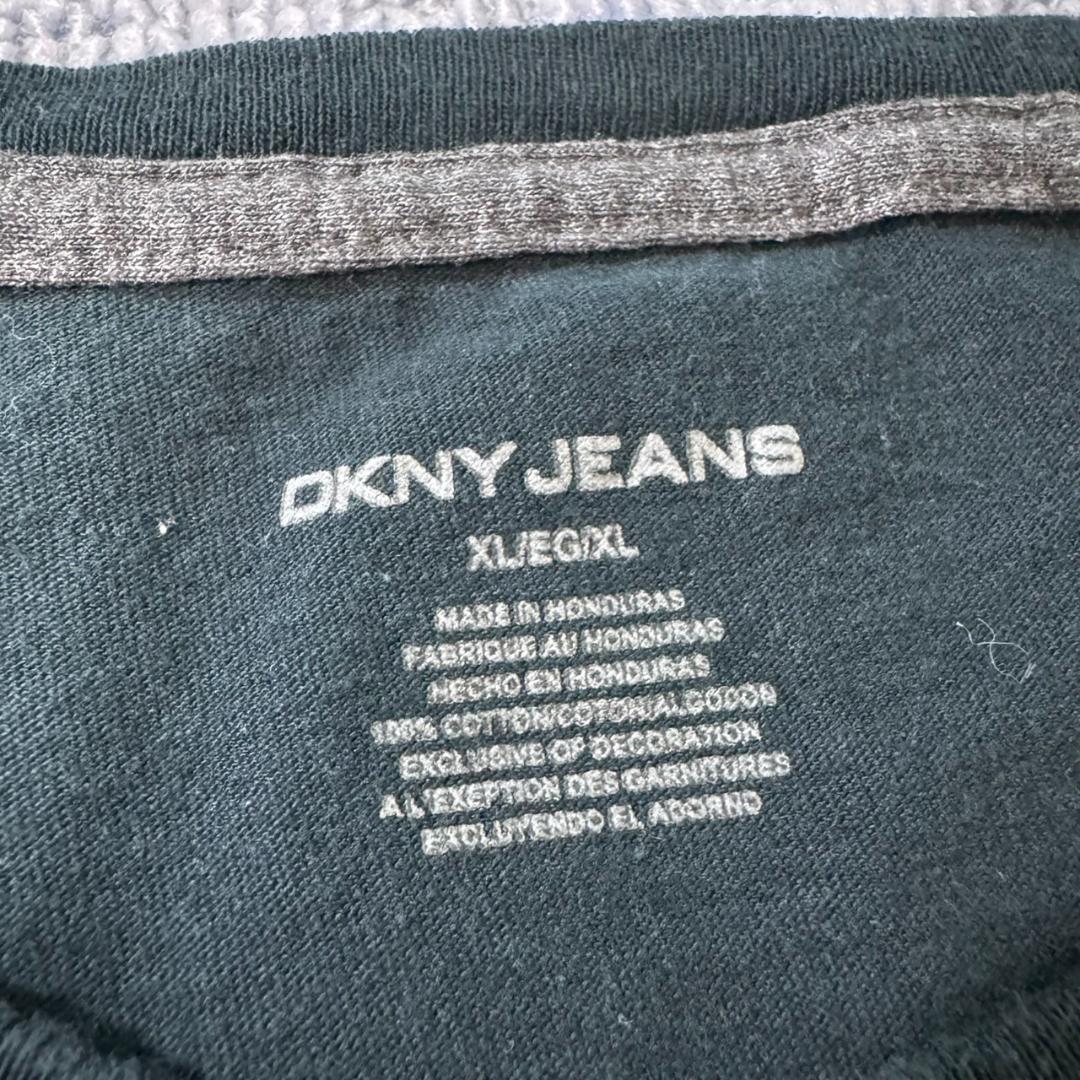 DKNY JEANS
XL/EG/XL
MADE IN HONDURAS
FABRIQUE AU HONDURAS
HECHO EN HONDURAS
100% COTTON/COTON/ALGODON
EXCLUSIVE OF DECORATION
A L'EXEPTION DES GARNITURES
EXCLUYENDO EL ADORNO